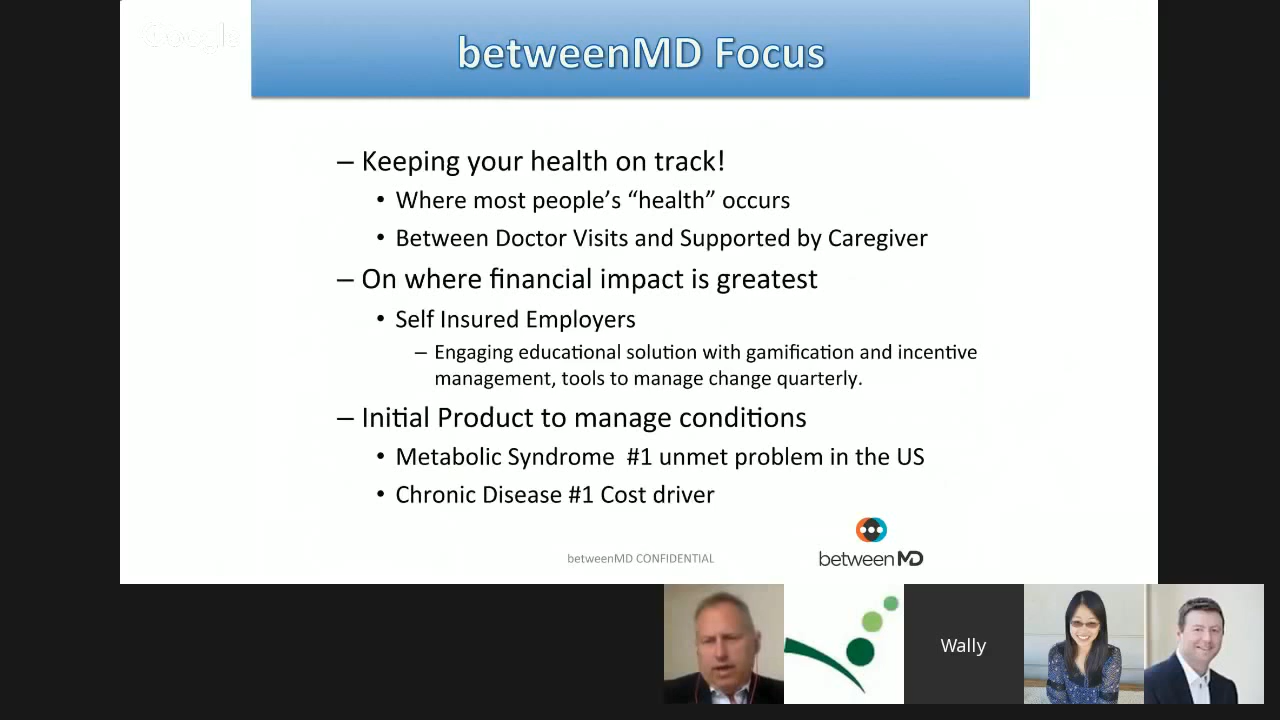 Google
betweenMD Focus
– Keeping your health on track!
• Where most people’s “health” occurs
• Between Doctor Visits and Supported by Caregiver
– On where financial impact is greatest
• Self Insured Employers
– Engaging educational solution with gamification and incentive
management, tools to manage change quarterly.
– Initial Product to manage conditions
• Metabolic Syndrome  #1 unmet problem in the US
• Chronic Disease #1 Cost driver
betweenMD CONFIDENTIAL
betweenMD
Wally